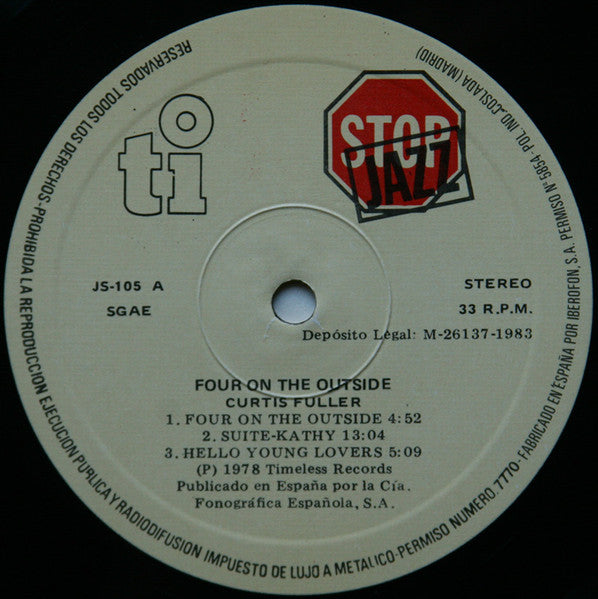 RESERVADOS TODOS LOS DERECHOS-PROHIBIDA LA REPRODUCCION EJECUCION PUBLICA Y RADIODIFUSION IMPUESTO DE LUJO A METALICO-PERMISO NUMERO 7770-FABRICADO EN ESPAÑA POR IBEROFON, S.A. PERMISO Nº 5854-POL. IND. COSLADA (MADRID)
oti
STOP
JAZZ
JS-105 A
SGAE
STEREO
33 R.P.M.
Depósito Légal: M-26137-1983
FOUR ON THE OUTSIDE
CURTIS FULLER
1. FOUR ON THE OUTSIDE 4:52
2. SUITE-KATHY 13:04
3. HELLO YOUNG LOVERS 5:09
(P) 1978 Timeless Records
Publicado en España por la Cía.
Fonográfica Española, S.A.